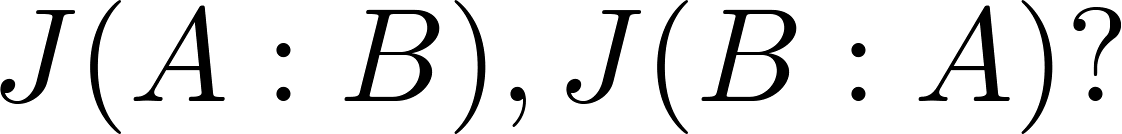 J(A : B), J(B : A)?